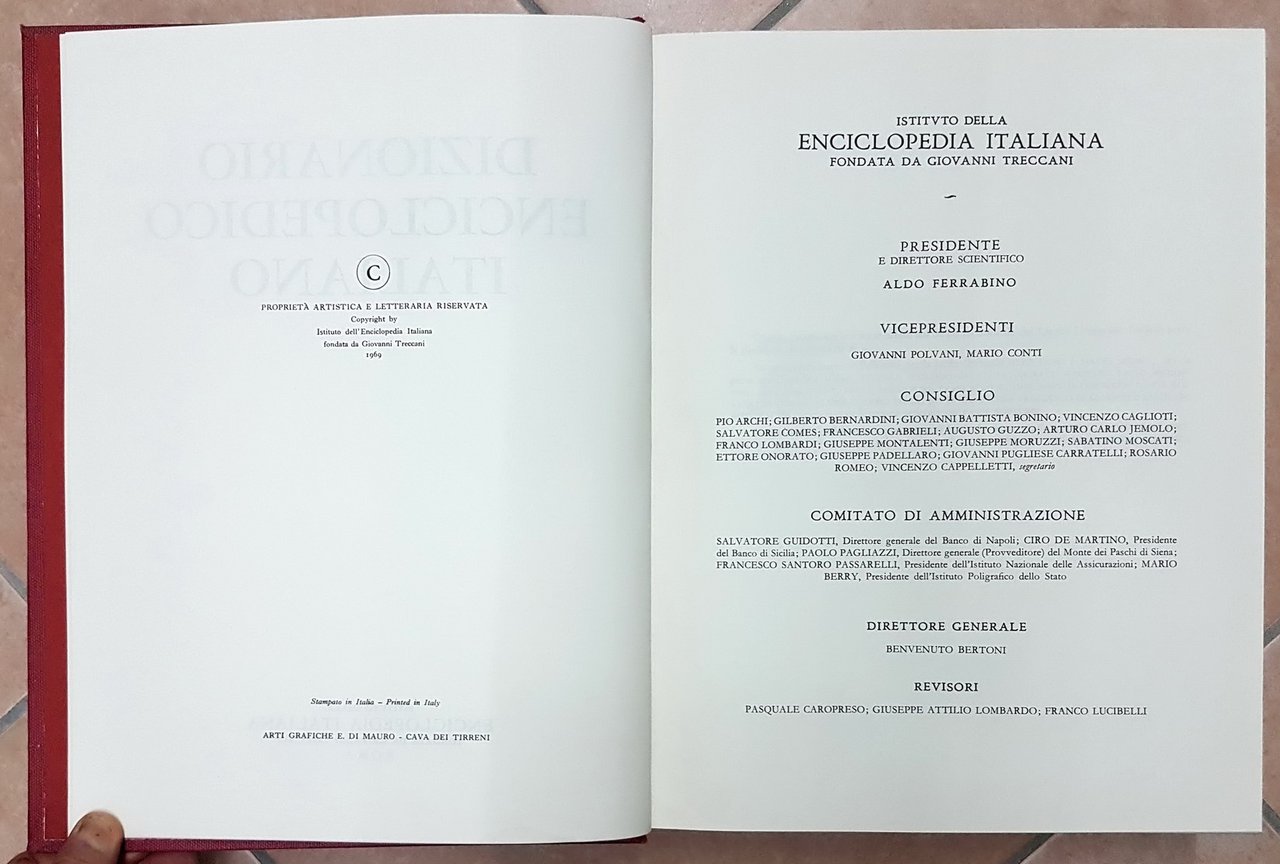 DIZIONARIO
ENCICLOPEDICO
ITALIANO
C
PROPRIETÀ ARTISTICA E LETTERARIA RISERVATA
Copyright by
Istituto dell'Enciclopedia Italiana
fondata da Giovanni Treccani
1969
Stampato in Italia – Printed in Italy
ENCICLOPEDIA ITALIANA
ARTI GRAFICHE E. DI MAURO - CAVA DEI TIRRENI
ISTITVTO DELLA
ENCICLOPEDIA ITALIANA
FONDATA DA GIOVANNI TRECCANI
PRESIDENTE
E DIRETTORE SCIENTIFICO
ALDO FERRABINO
VICEPRESIDENTI
GIOVANNI POLVANI, MARIO CONTI
CONSIGLIO
PIO ARCHI; GILBERTO BERNARDINI; GIOVANNI BATTISTA BONINO; VINCENZO CAGLIOTI;
SALVATORE COMES; FRANCESCO GABRIELI; AUGUSTO GUZZO; ARTURO CARLO JEMOLO;
FRANCO LOMBARDI; GIUSEPPE MONTALENTI; GIUSEPPE MORUZZI; SABATINO MOSCATI;
ETTORE ONORATO; GIUSEPPE PADELLARO; GIOVANNI PUGLIESE CARRATELLI; ROSARIO
ROMEO; VINCENZO CAPPELLETTI, segretario
COMITATO DI AMMINISTRAZIONE
SALVATORE GUIDOTTI, Direttore generale del Banco di Napoli; CIRO DE MARTINO, Presidente
del Banco di Sicilia; PAOLO PAGLIAZZI, Direttore generale (Provveditore) del Monte dei Paschi di Siena;
FRANCESCO SANTORO PASSARELLI, Presidente dell'Istituto Nazionale delle Assicurazioni; MARIO
BERRY, Presidente dell'Istituto Poligrafico dello Stato
DIRETTORE GENERALE
BENVENUTO BERTONI
REVISORI
PASQUALE CAROPRESO; GIUSEPPE ATTILIO LOMBARDO; FRANCO LUCIBELLI